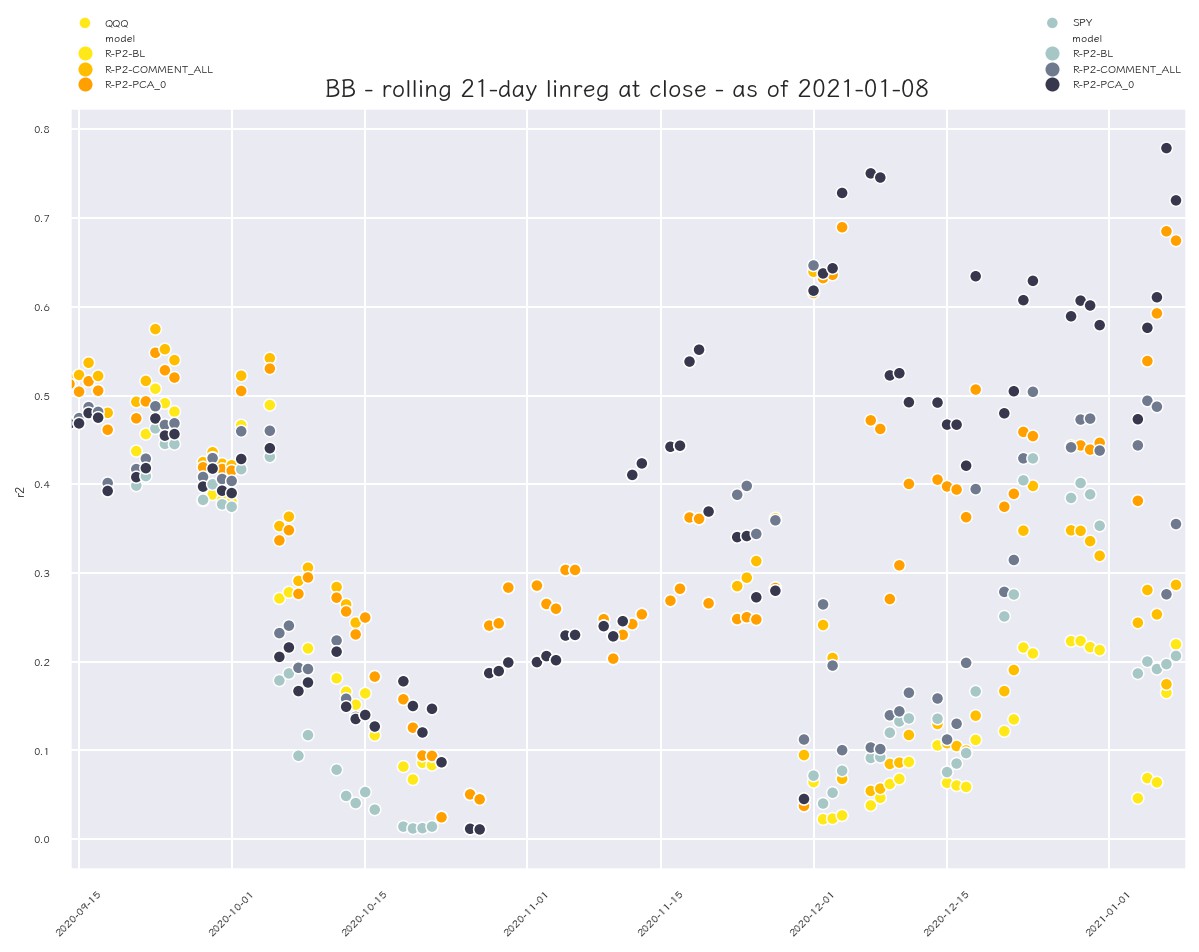 QQQ
model
R-P2-BL
R-P2-COMMENT_ALL
R-P2-PCA_0
SPY
model
R-P2-BL
R-P2-COMMENT_ALL
R-P2-PCA_0
BB - rolling 21-day linreg at close - as of 2021-01-08
0.8
0.7
0.6
0.5
0.4
0.3
0.2
0.1
0.0
r2
2020-09-15
2020-10-01
2020-10-15
2020-11-01
2020-11-15
2020-12-01
2020-12-15
2021-01-01